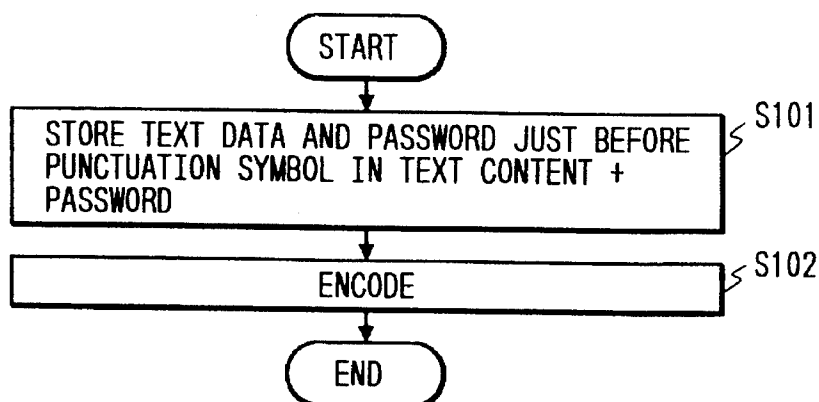 START
S101
STORE TEXT DATA AND PASSWORD JUST BEFORE
PUNCTUATION SYMBOL IN TEXT CONTENT +
PASSWORD
S102
ENCODE
END